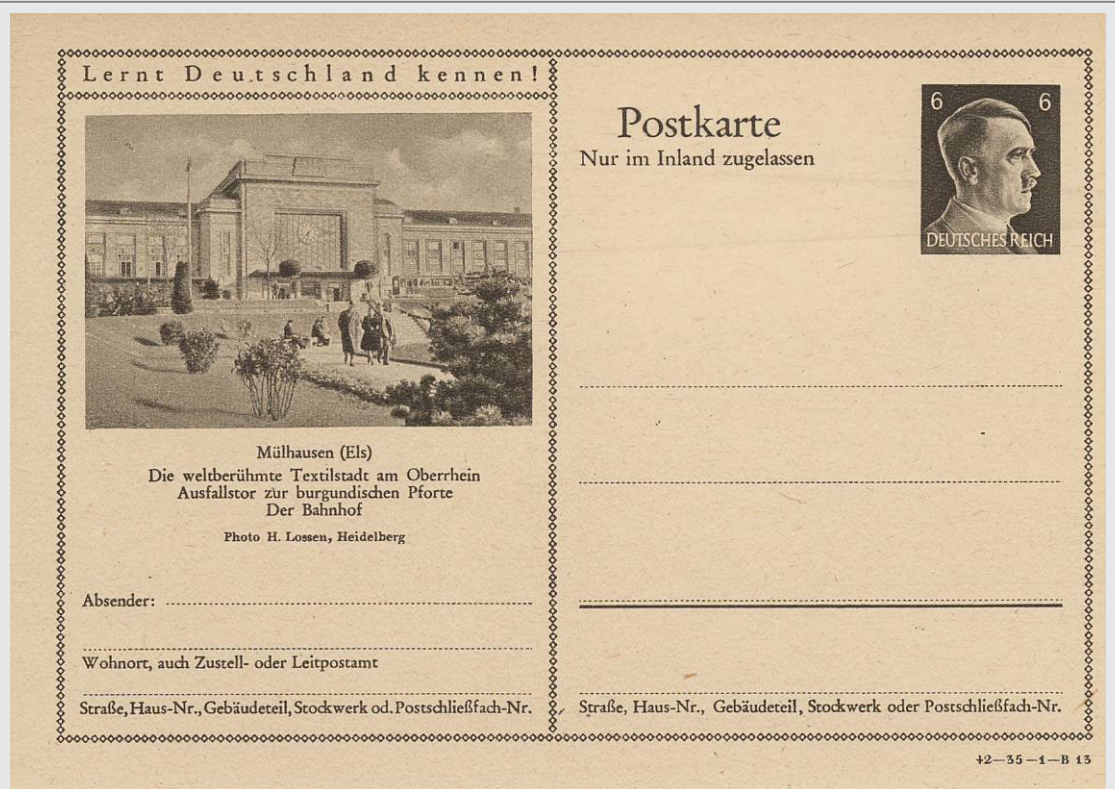 Lernt Deutschland kennen!
Mülhausen (Els)
Die weltberühmte Textilstadt am Oberrhein
Ausfallstor zur burgundischen Pforte
Der Bahnhof
Photo H. Lossen, Heidelberg
Absender:
Wohnort, auch Zustell- oder Leitpostamt
Straße, Haus-Nr., Gebäudeteil, Stockwerk od. Postschließfach-Nr.
Postkarte
Nur im Inland zugelassen
6 6
DEUTSCHES REICH
Straße, Haus-Nr., Gebäudeteil, Stockwerk oder Postschließfach-Nr.
42—35—1—B 13